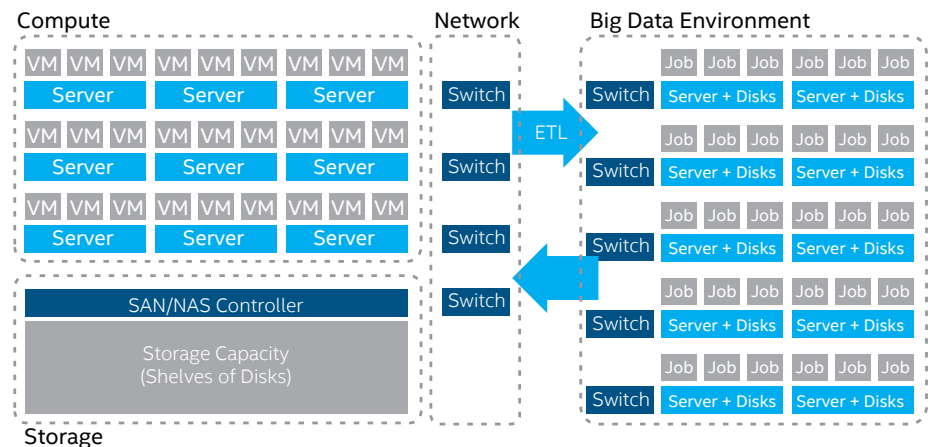 Compute
Network
Big Data Environment
VM VM VM VM VM VM VM VM VM
Server Server Server
VM VM VM VM VM VM VM VM VM
Server Server Server
VM VM VM VM VM VM VM VM VM
Server Server Server
SAN/NAS Controller
Storage Capacity
(Shelves of Disks)
Storage
Switch
Switch
Switch
Switch
ETL
Job Job Job Job Job Job
Switch Server + Disks Server + Disks
Job Job Job Job Job Job
Switch Server + Disks Server + Disks
Job Job Job Job Job Job
Switch Server + Disks Server + Disks
Job Job Job Job Job Job
Switch Server + Disks Server + Disks
Job Job Job Job Job Job
Switch Server + Disks Server + Disks